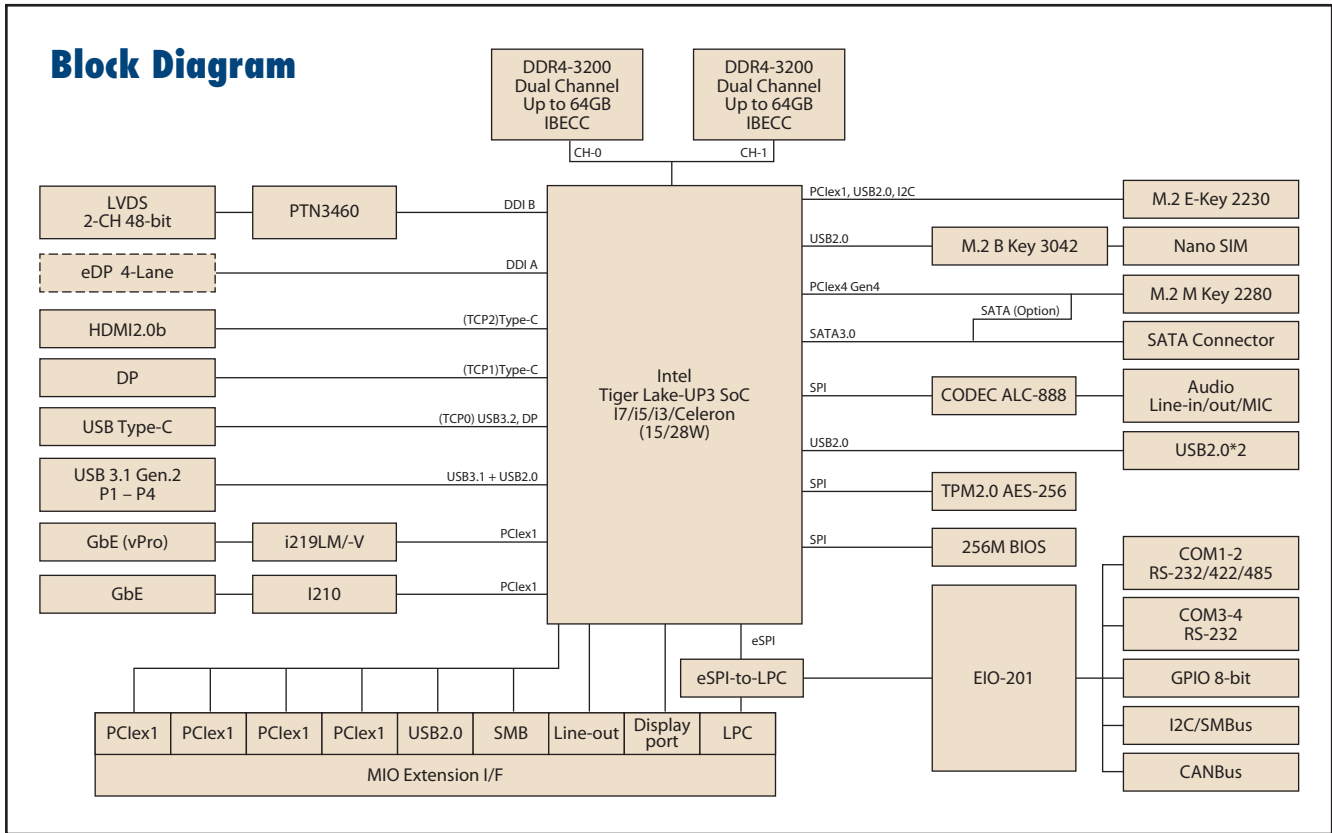 Block Diagram
DDR4-3200
Dual Channel
Up to 64GB
IBECC
DDR4-3200
Dual Channel
Up to 64GB
IBECC
CH-0
CH-1
LVDS
2-CH 48-bit
PTN3460
DDI B
eDP 4-Lane
DDI A
HDMI2.0b
(TCP2)Type-C
DP
(TCP1)Type-C
USB Type-C
(TCP0) USB3.2, DP
USB 3.1 Gen.2
P1 – P4
USB3.1 + USB2.0
GbE (vPro)
i219LM/-V
PCIex1
GbE
I210
PCIex1
Intel
Tiger Lake-UP3 SoC
I7/i5/i3/Celeron
(15/28W)
PCIex1, USB2.0, I2C
M.2 E-Key 2230
USB2.0
M.2 B Key 3042
Nano SIM
PCIex4 Gen4
M.2 M Key 2280
SATA (Option)
SATA3.0
SATA Connector
SPI
CODEC ALC-888
Audio
Line-in/out/MIC
USB2.0
USB2.0*2
SPI
TPM2.0 AES-256
SPI
256M BIOS
eSPI
eSPI-to-LPC
EIO-201
COM1-2
RS-232/422/485
COM3-4
RS-232
GPIO 8-bit
I2C/SMBus
CANBus
PCIex1
PCIex1
PCIex1
PCIex1
USB2.0
SMB
Line-out
Display
port
LPC
MIO Extension I/F